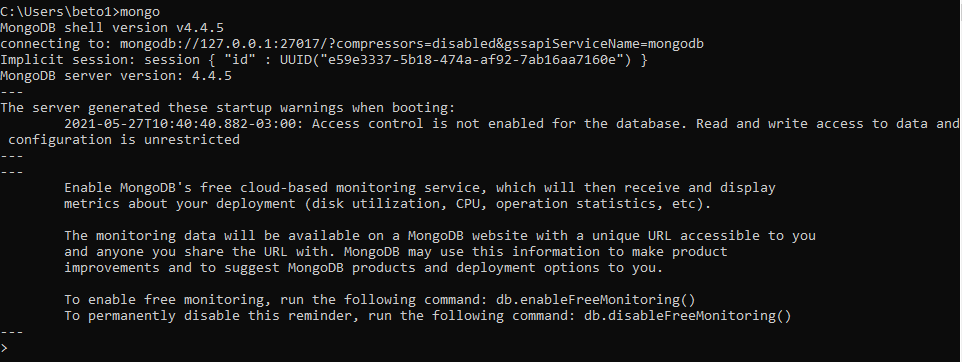 C:\Users\beto1>mongo
MongoDB shell version v4.4.5
connecting to: mongodb://127.0.0.1:27017/?compressors=disabled&gssapiServiceName=mongodb
Implicit session: session { "id" : UUID("e59e3337-5b18-474a-af92-7ab16aa7160e") }
MongoDB server version: 4.4.5
---
The server generated these startup warnings when booting:
        2021-05-27T10:40:40.882-03:00: Access control is not enabled for the database. Read and write access to data and
 configuration is unrestricted
---
---
        Enable MongoDB's free cloud-based monitoring service, which will then receive and display
        metrics about your deployment (disk utilization, CPU, operation statistics, etc).

        The monitoring data will be available on a MongoDB website with a unique URL accessible to you
        and anyone you share the URL with. MongoDB may use this information to make product
        improvements and to suggest MongoDB products and deployment options to you.

        To enable free monitoring, run the following command: db.enableFreeMonitoring()
        To permanently disable this reminder, run the following command: db.disableFreeMonitoring()
---
>